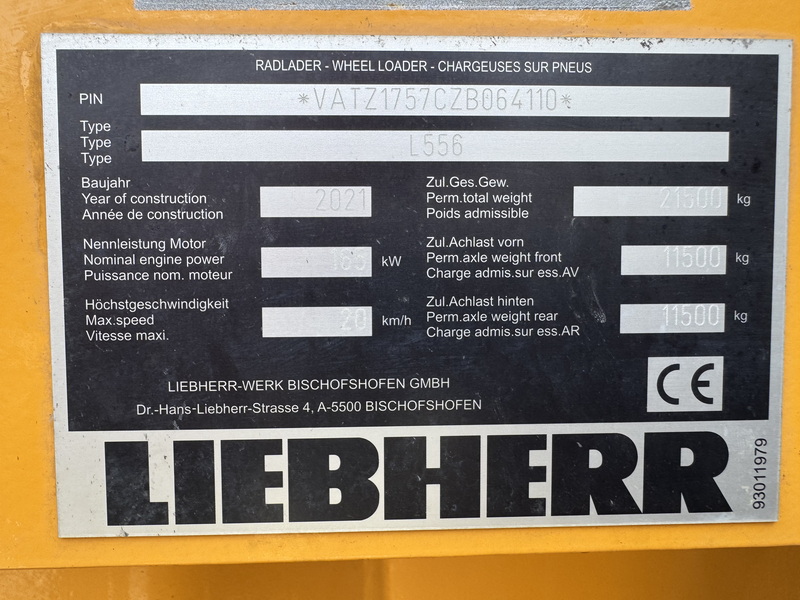 RADLADER - WHEEL LOADER - CHARGEUSES SUR PNEUS
PIN *VATZ1757CZB064110*
Type
Type L556
Type
Baujahr
Year of construction 2021
Année de construction
Zul.Ges.Gew.
Perm.total weight 21500 kg
Poids admissible
Nennleistung Motor
Nominal engine power kW
Puissance nom. moteur
Zul.Achlast vorn
Perm.axle weight front 11500 kg
Charge admis.sur ess.AV
Höchstgeschwindigkeit
Max.speed 20 km/h
Vitesse maxi.
Zul.Achlast hinten
Perm.axle weight rear 11500 kg
Charge admis.sur ess.AR
LIEBHERR-WERK BISCHOFSHOFEN GMBH
Dr.-Hans-Liebherr-Strasse 4, A-5500 BISCHOFSHOFEN
CE
LIEBHERR
93011979